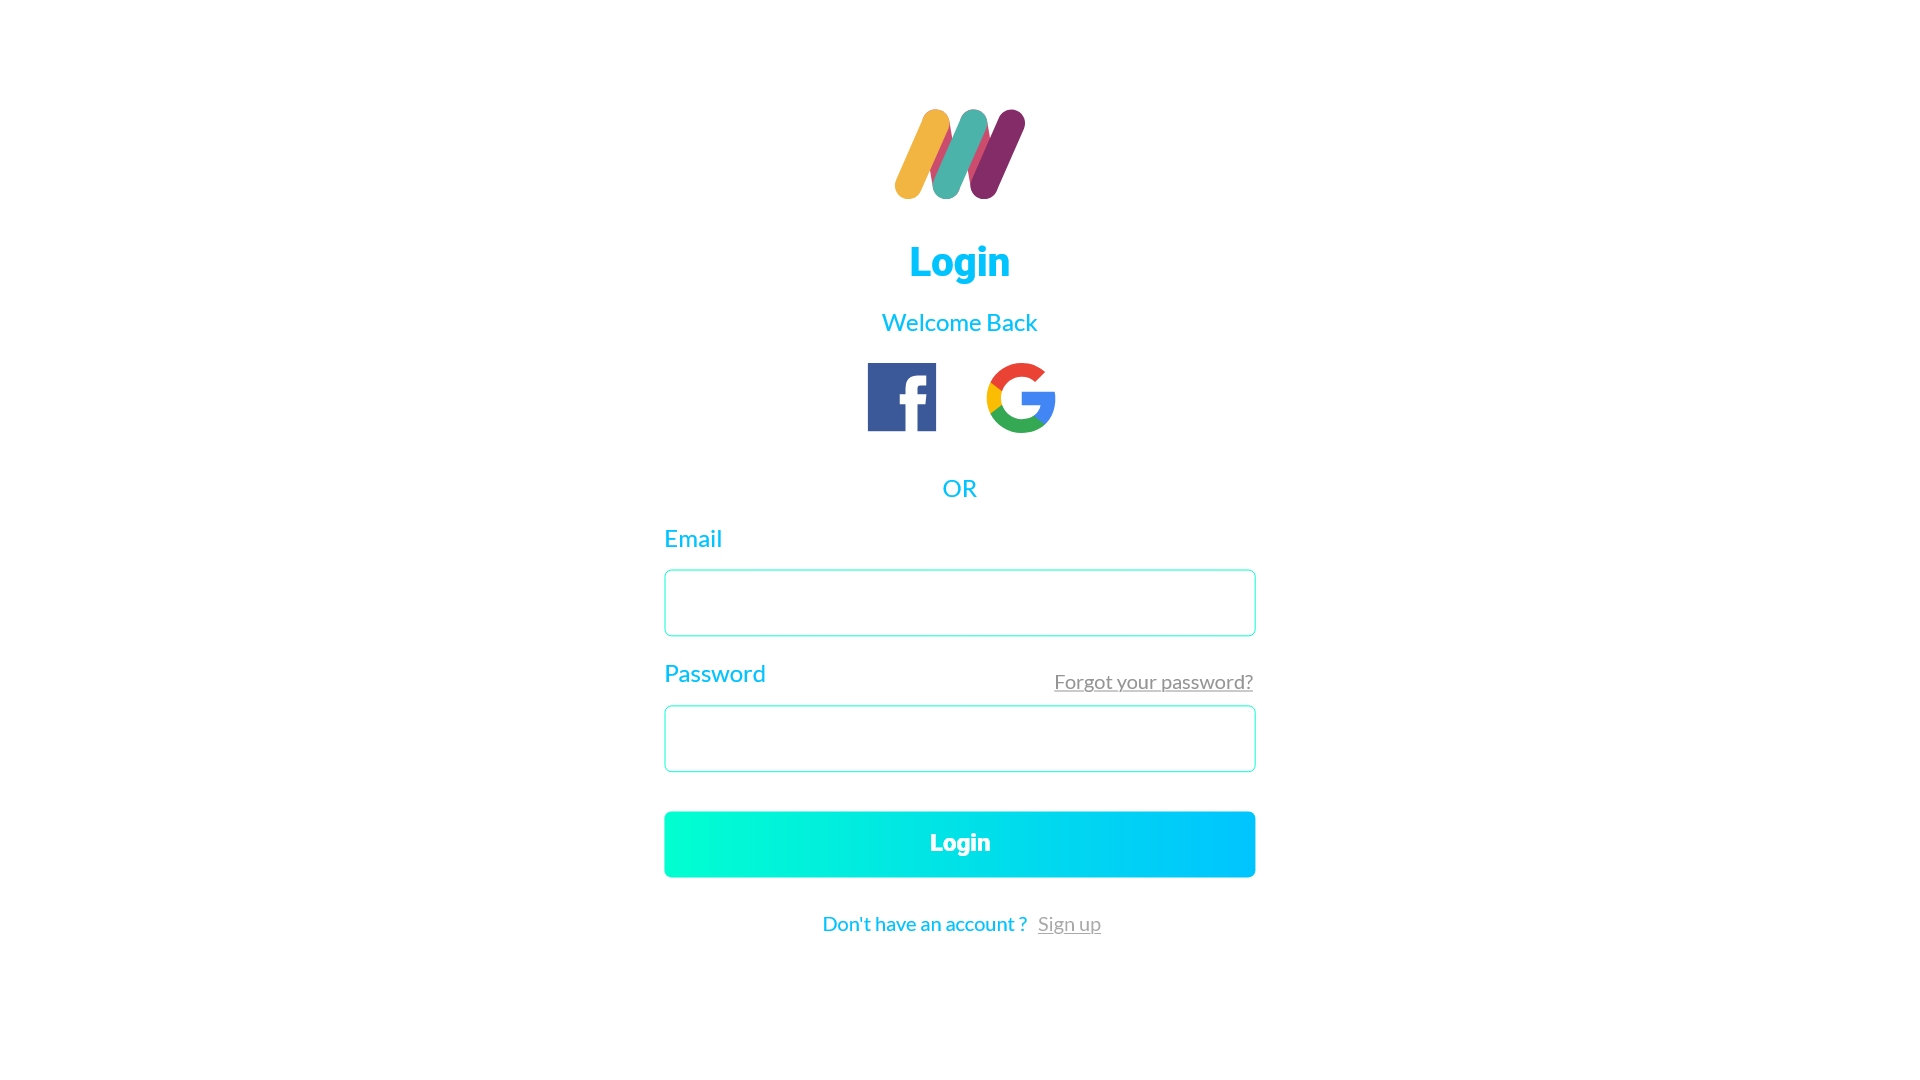 Login
Welcome Back
OR
Email
Password
Forgot your password?
Login
Don't have an account ? Sign up